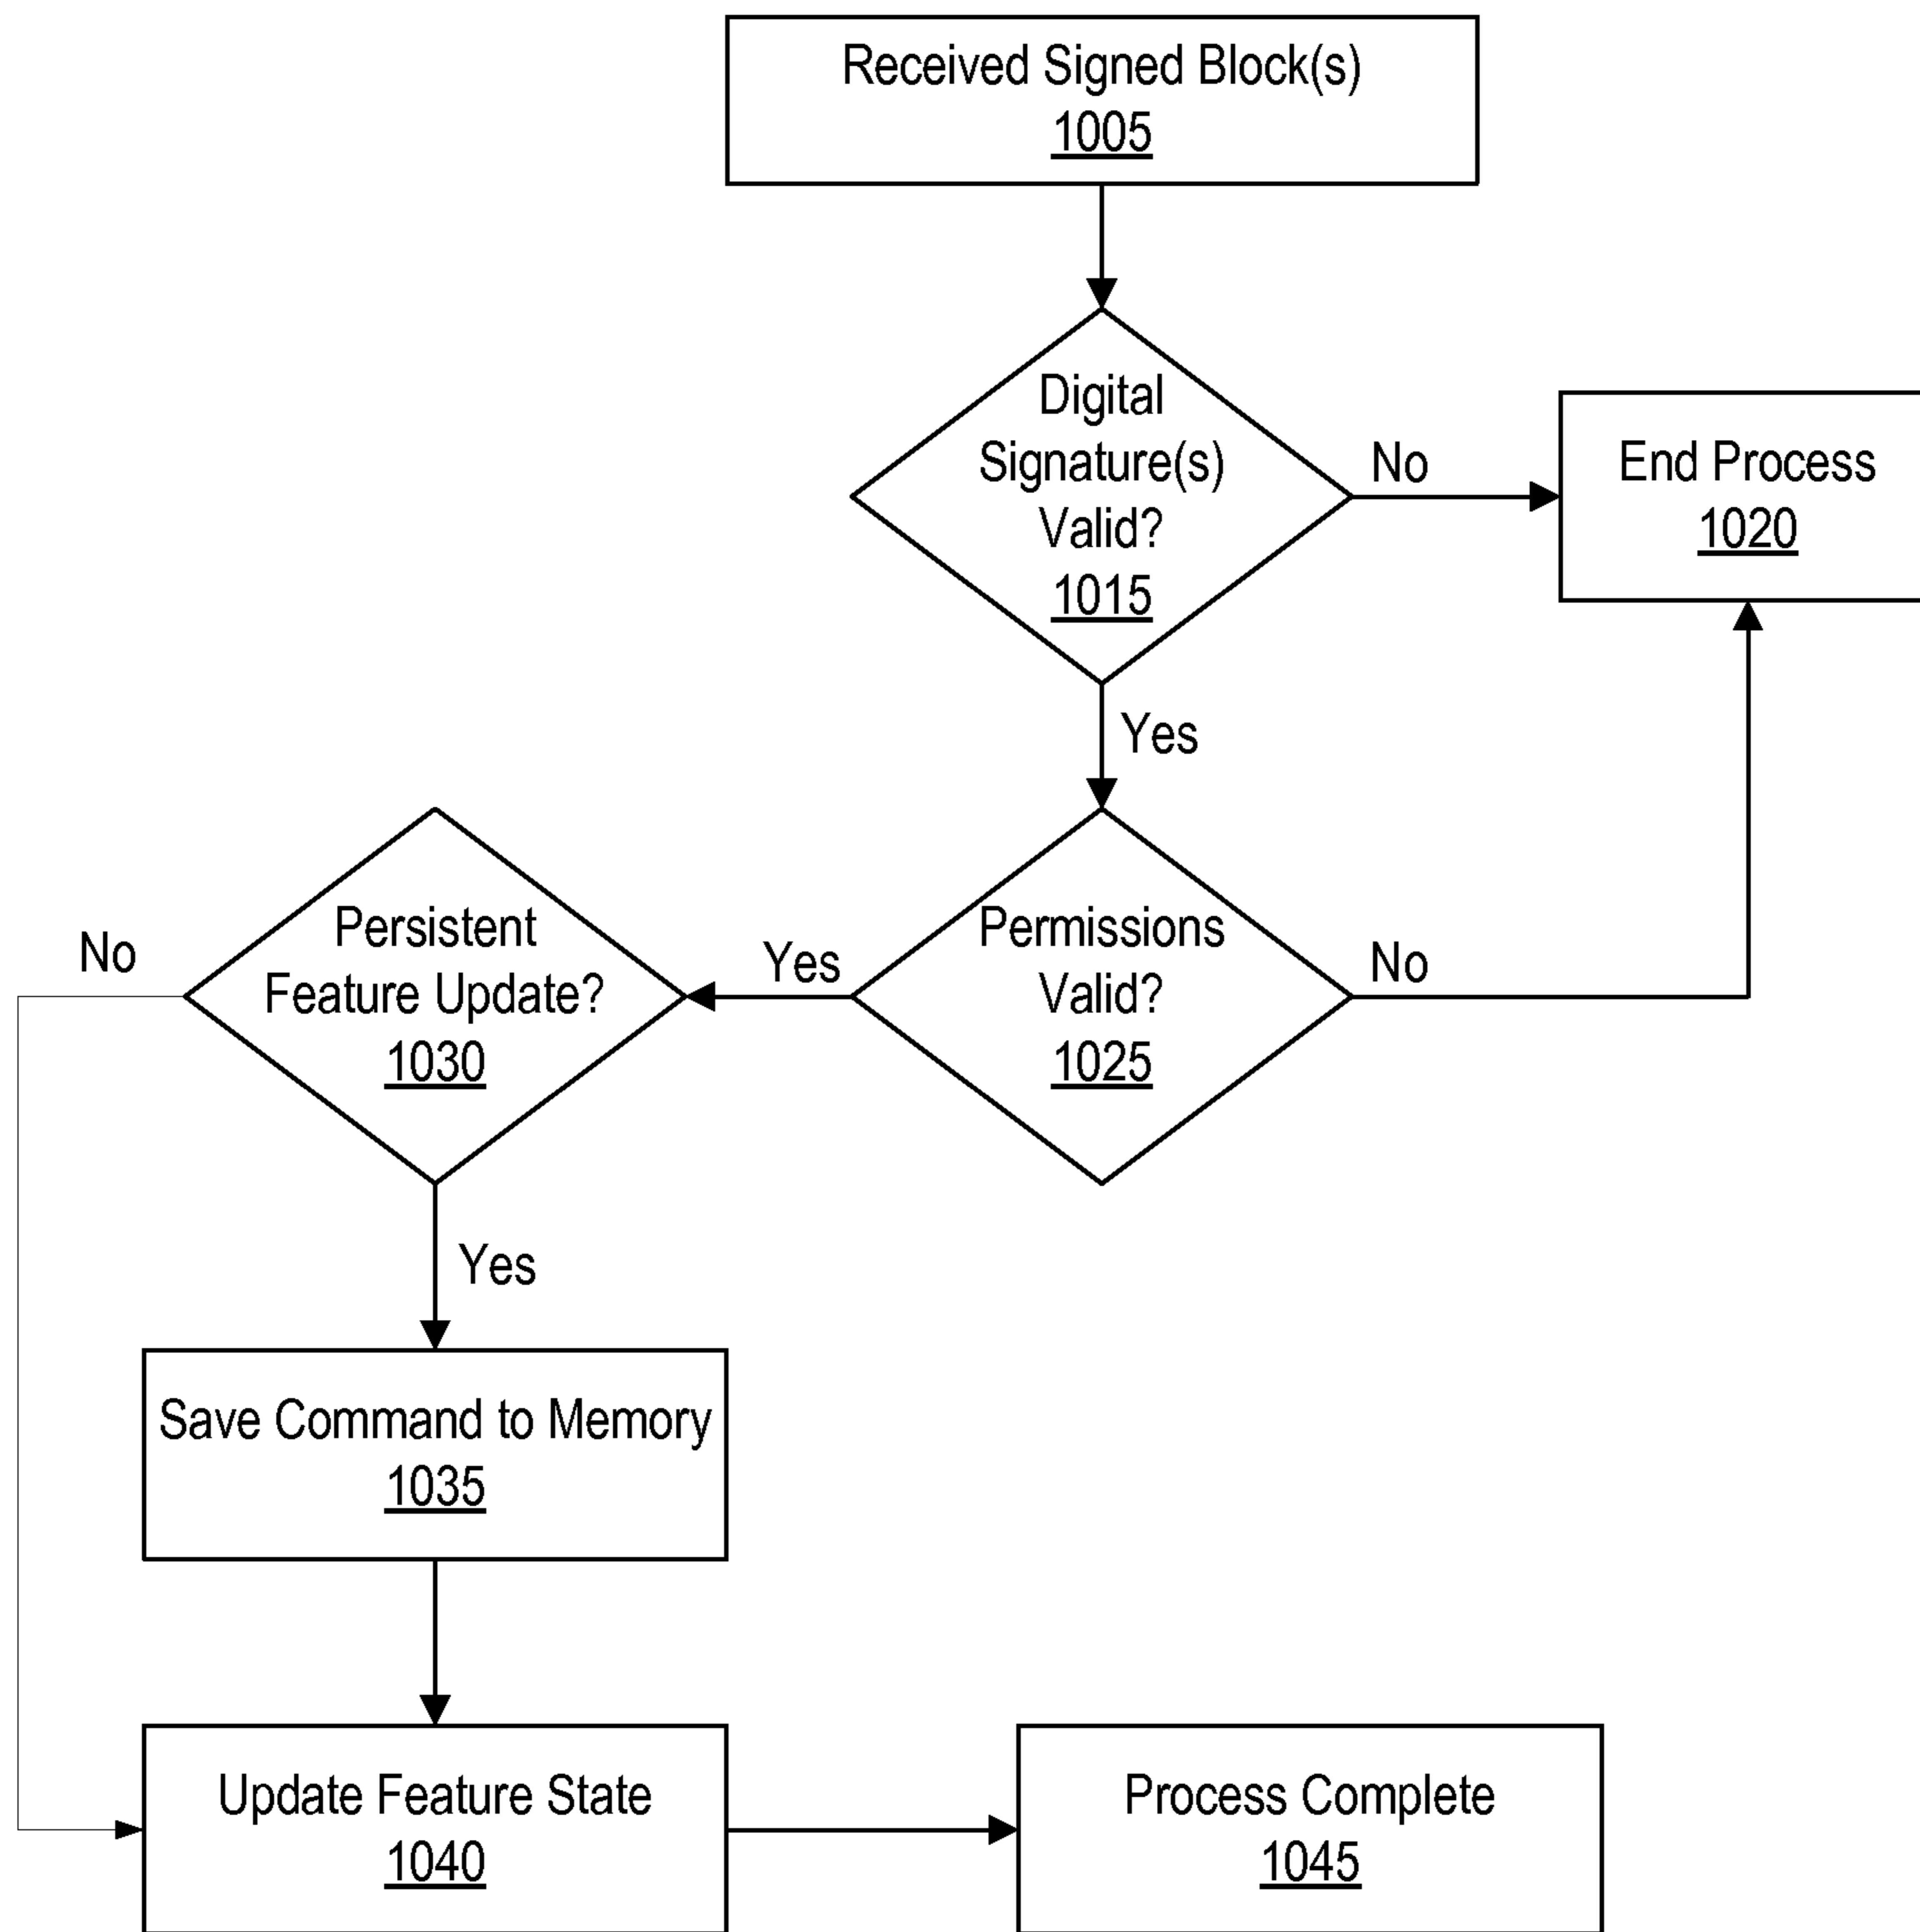 Received Signed Block(s)
1005
Digital
Signature(s)
Valid?
1015
No
End Process
1020
Yes
Permissions
Valid?
1025
No
Yes
Persistent
Feature Update?
1030
No
Yes
Save Command to Memory
1035
Update Feature State
1040
Process Complete
1045